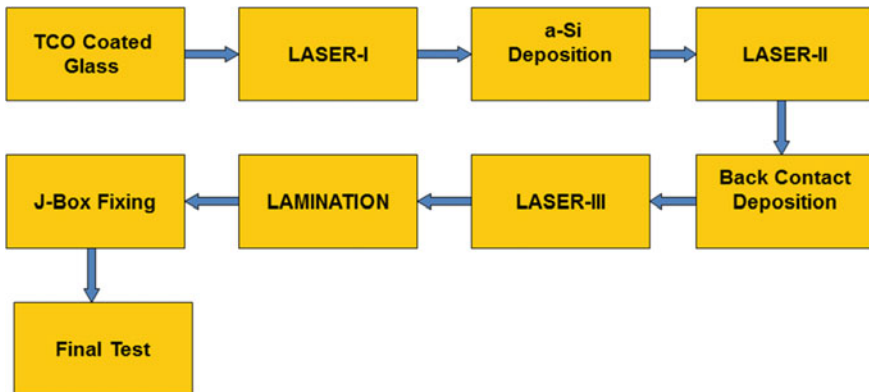 TCO Coated
Glass
LASER-I
a-Si
Deposition
LASER-II
Back Contact
Deposition
LASER-III
LAMINATION
J-Box Fixing
Final Test